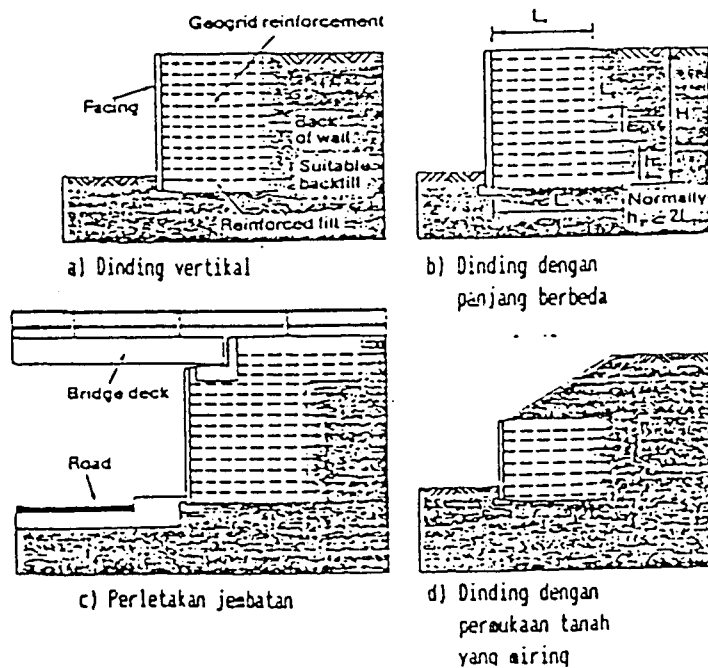 Geogrid reinforcement
Facing
Back
of wall
Suitable
backfill
Reinforced fill
a) Dinding vertikal
L
H
L
Normally
b) Dinding dengan
panjang berbeda
Bridge deck
Road
c) Perletakan jembatan
d) Dinding dengan
permukaan tanah
yang miring